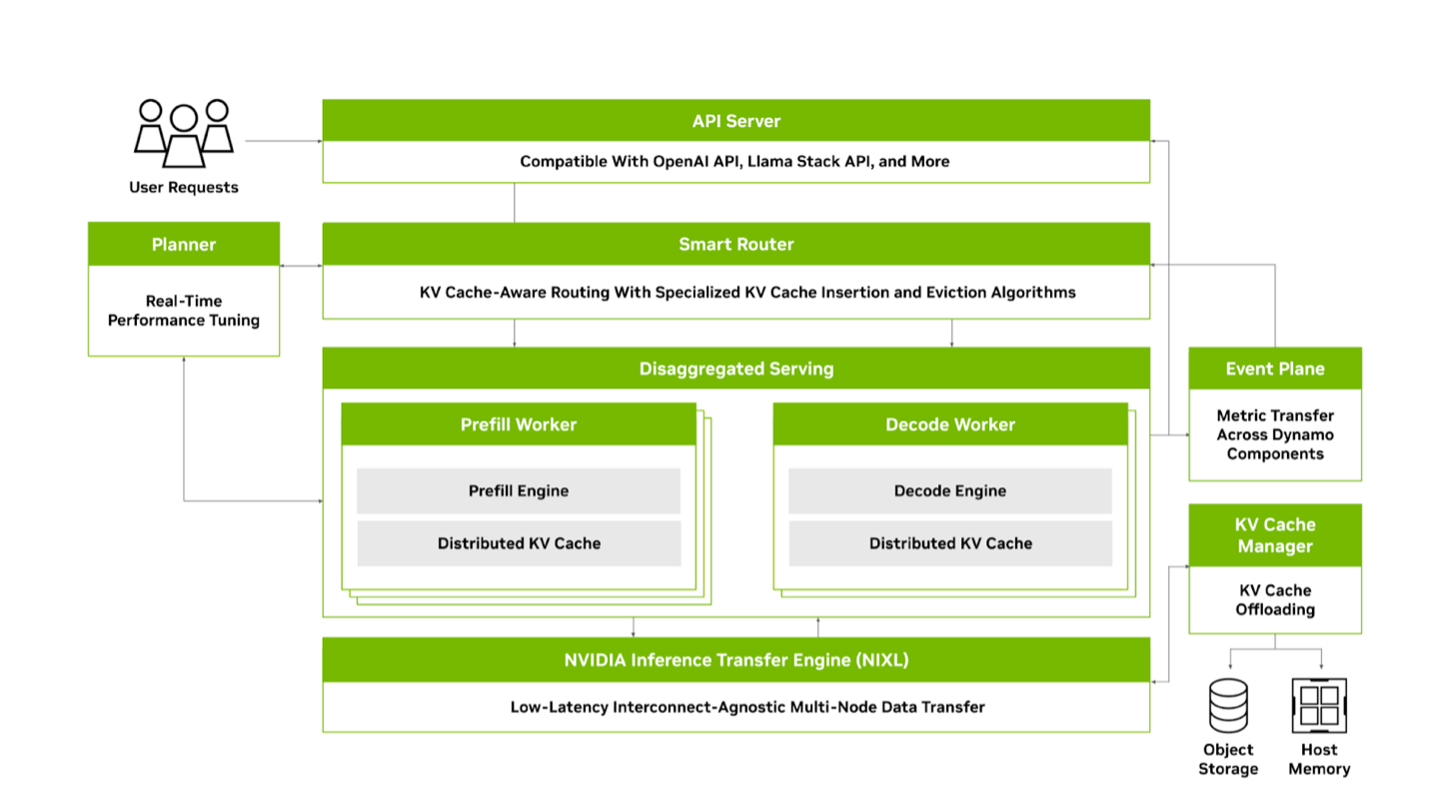 API Server
Compatible With OpenAI API, Llama Stack API, and More
User Requests
Planner
Real-Time
Performance Tuning
Smart Router
KV Cache-Aware Routing With Specialized KV Cache Insertion and Eviction Algorithms
Disaggregated Serving
Prefill Worker
Prefill Engine
Distributed KV Cache
Decode Worker
Decode Engine
Distributed KV Cache
Event Plane
Metric Transfer
Across Dynamo
Components
KV Cache
Manager
KV Cache
Offloading
NVIDIA Inference Transfer Engine (NIXL)
Low-Latency Interconnect-Agnostic Multi-Node Data Transfer
Object
Storage
Host
Memory